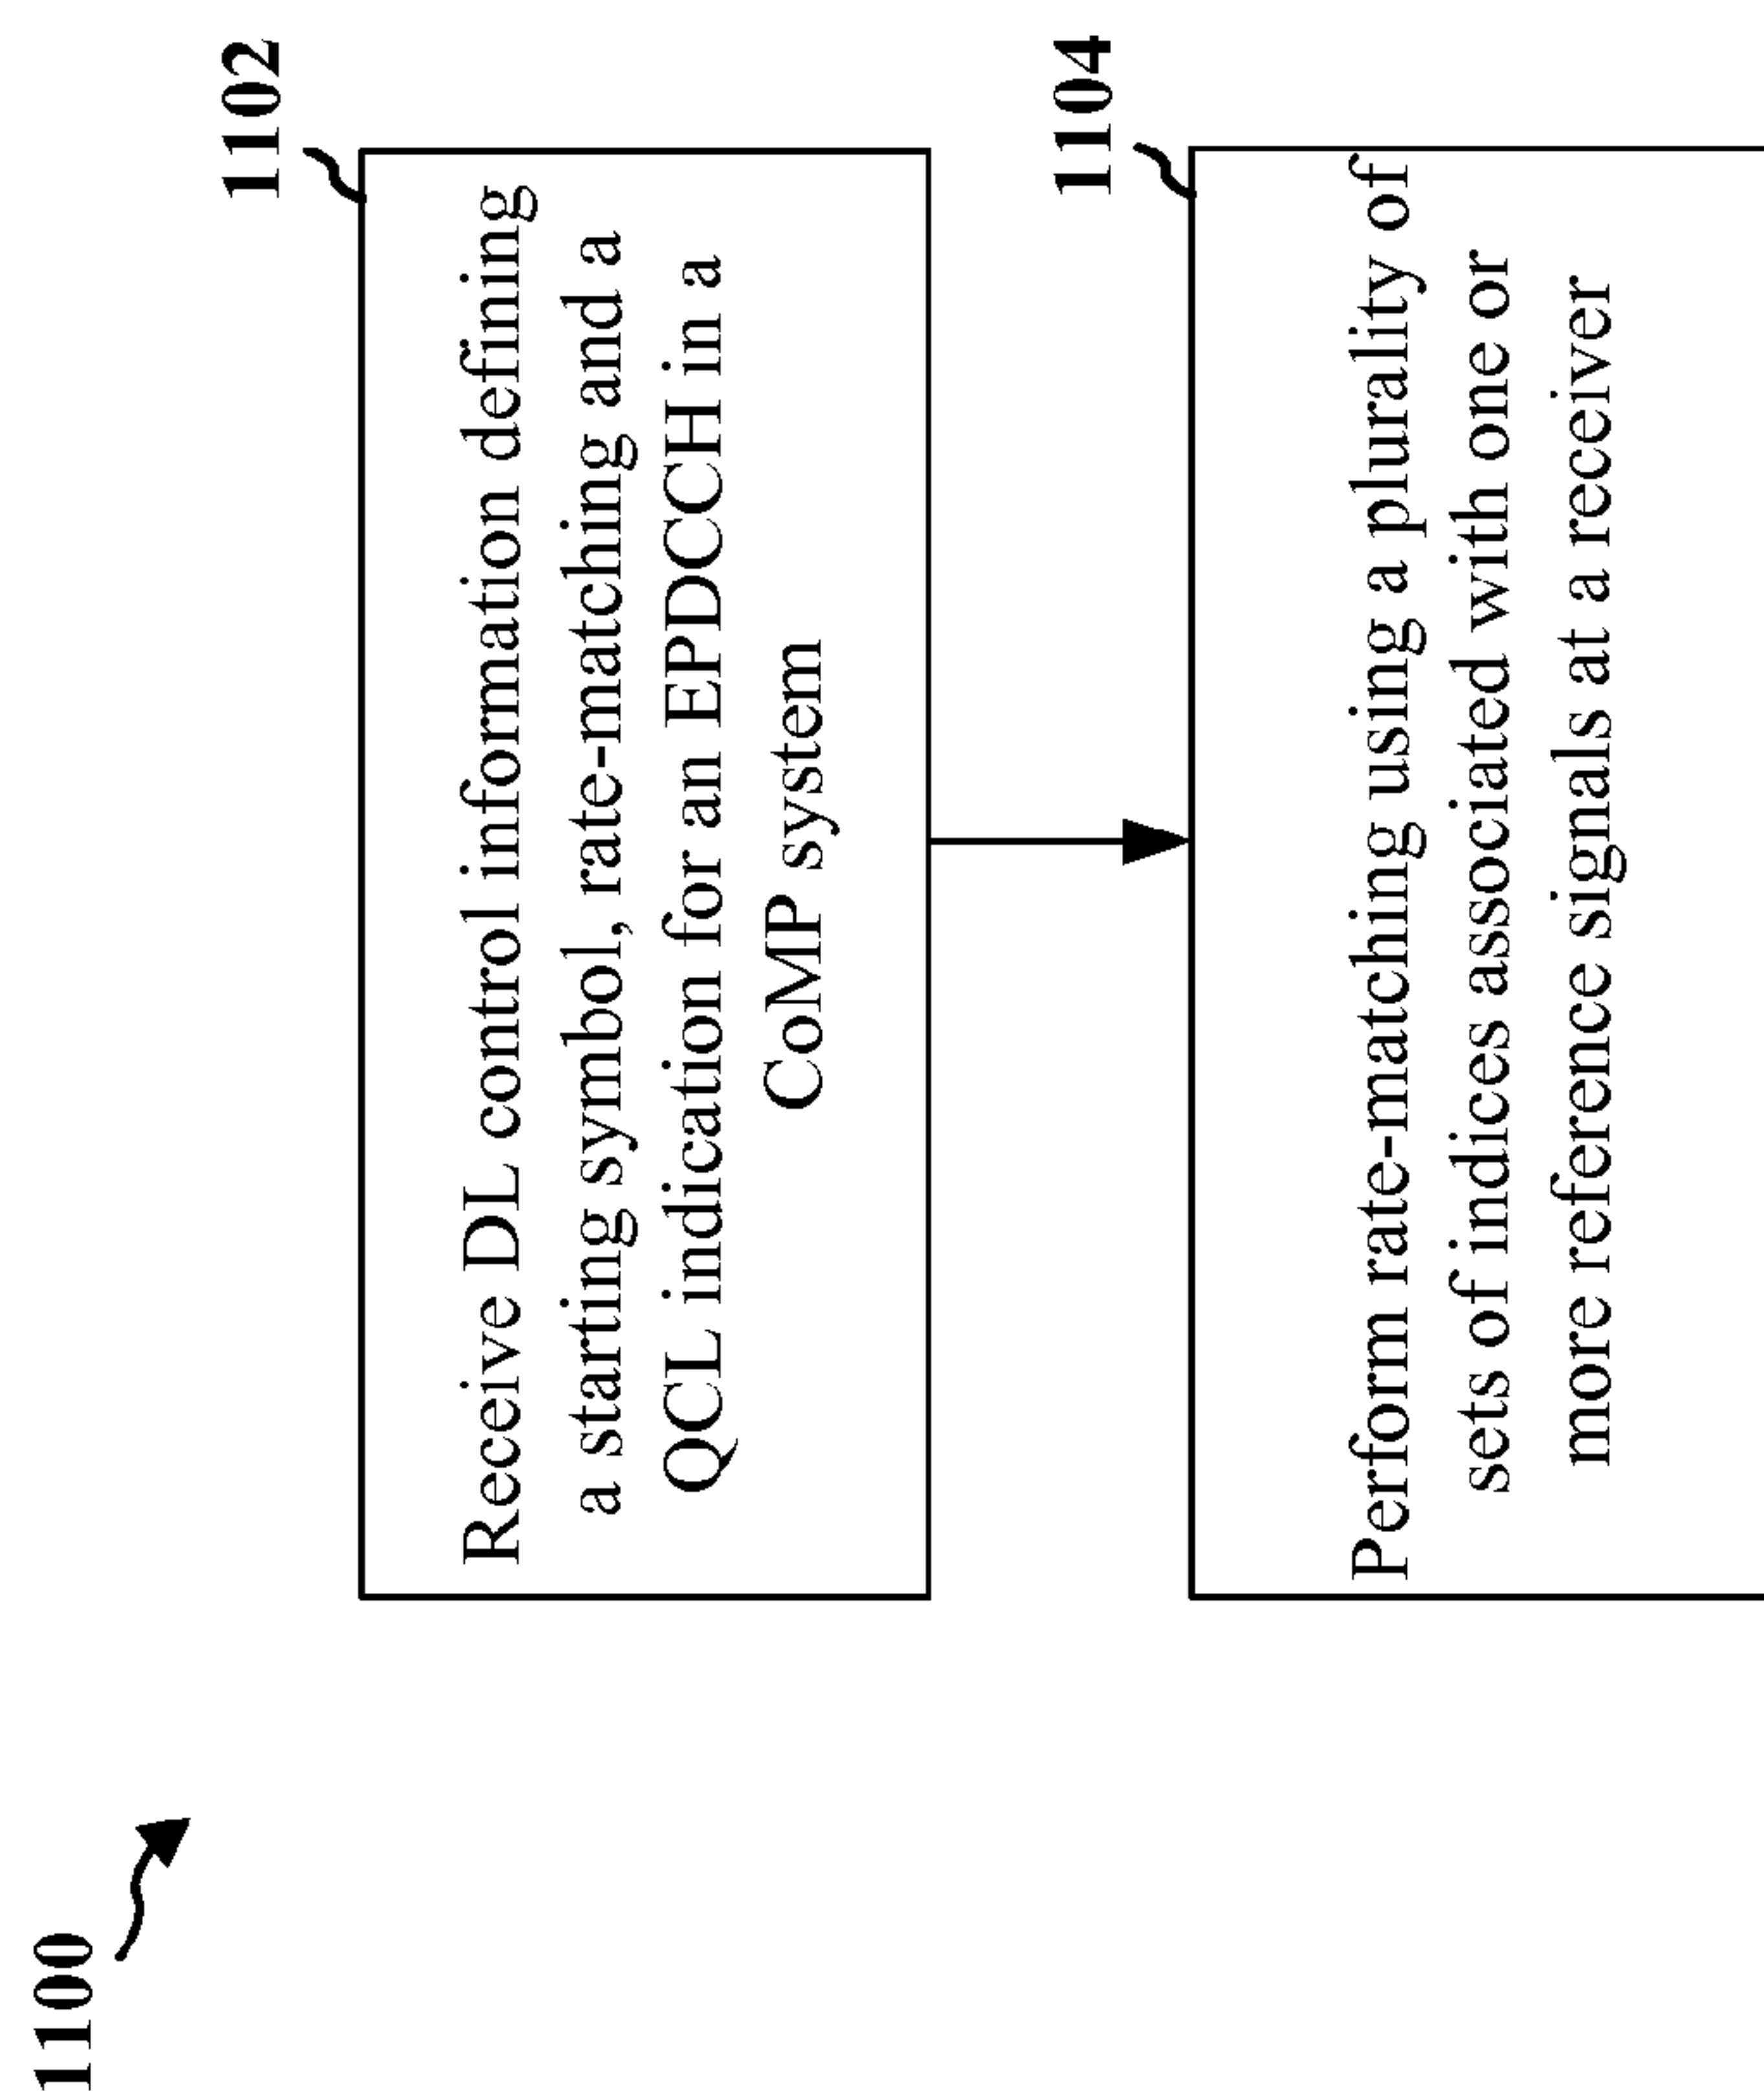 1100
1102
Receive DL control information defining
a starting symbol, rate-matching and a
QCL indication for an EPDCCH in a
CoMP system
1104
Perform rate-matching using a plurality of
sets of indices associated with one or
more reference signals at a receiver